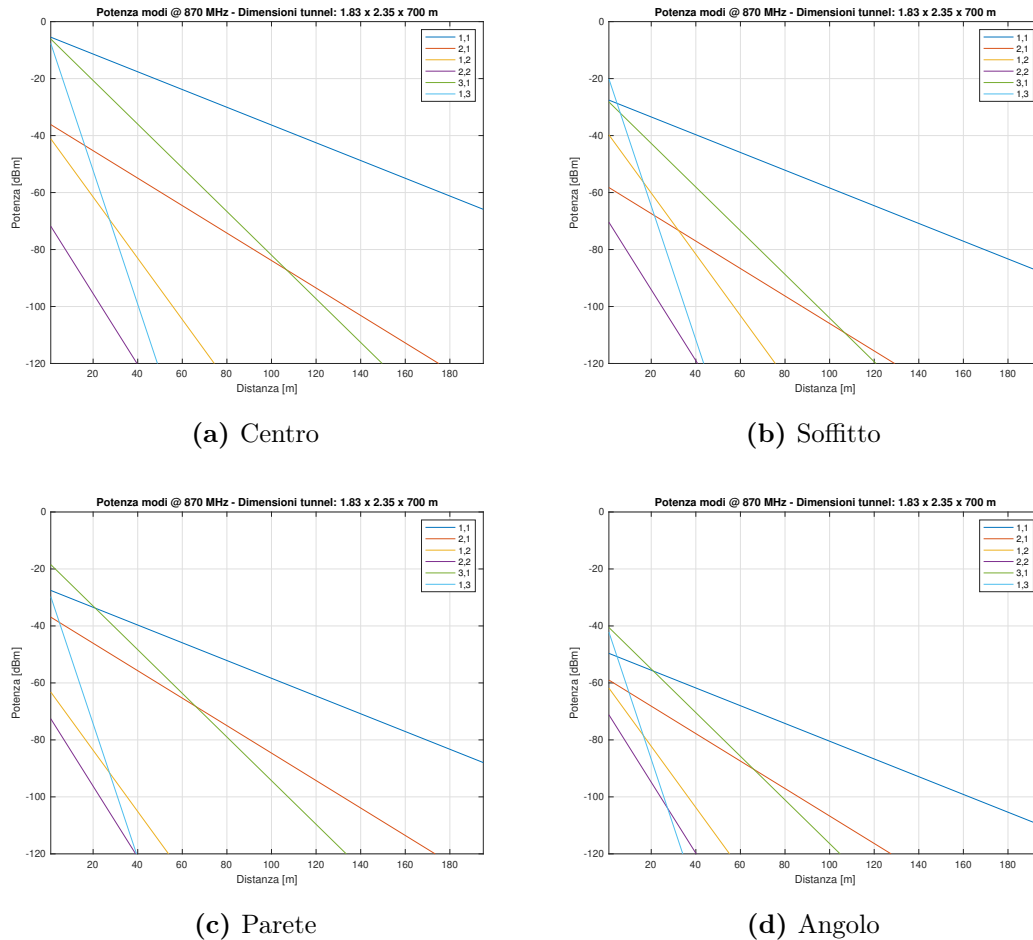 Potenza modi @ 870 MHz - Dimensioni tunnel: 1.83 x 2.35 x 700 m
0
-20
-40
-60
-80
-100
-120
Potenza [dBm]
20 40 60 80 100 120 140 160 180
Distanza [m]
1,1
2,1
1,2
2,2
3,1
1,3
(a) Centro
Potenza modi @ 870 MHz - Dimensioni tunnel: 1.83 x 2.35 x 700 m
0
-20
-40
-60
-80
-100
-120
Potenza [dBm]
20 40 60 80 100 120 140 160 180
Distanza [m]
1,1
2,1
1,2
2,2
3,1
1,3
(b) Soffitto
Potenza modi @ 870 MHz - Dimensioni tunnel: 1.83 x 2.35 x 700 m
0
-20
-40
-60
-80
-100
-120
Potenza [dBm]
20 40 60 80 100 120 140 160 180
Distanza [m]
1,1
2,1
1,2
2,2
3,1
1,3
(c) Parete
Potenza modi @ 870 MHz - Dimensioni tunnel: 1.83 x 2.35 x 700 m
0
-20
-40
-60
-80
-100
-120
Potenza [dBm]
20 40 60 80 100 120 140 160 180
Distanza [m]
1,1
2,1
1,2
2,2
3,1
1,3
(d) Angolo